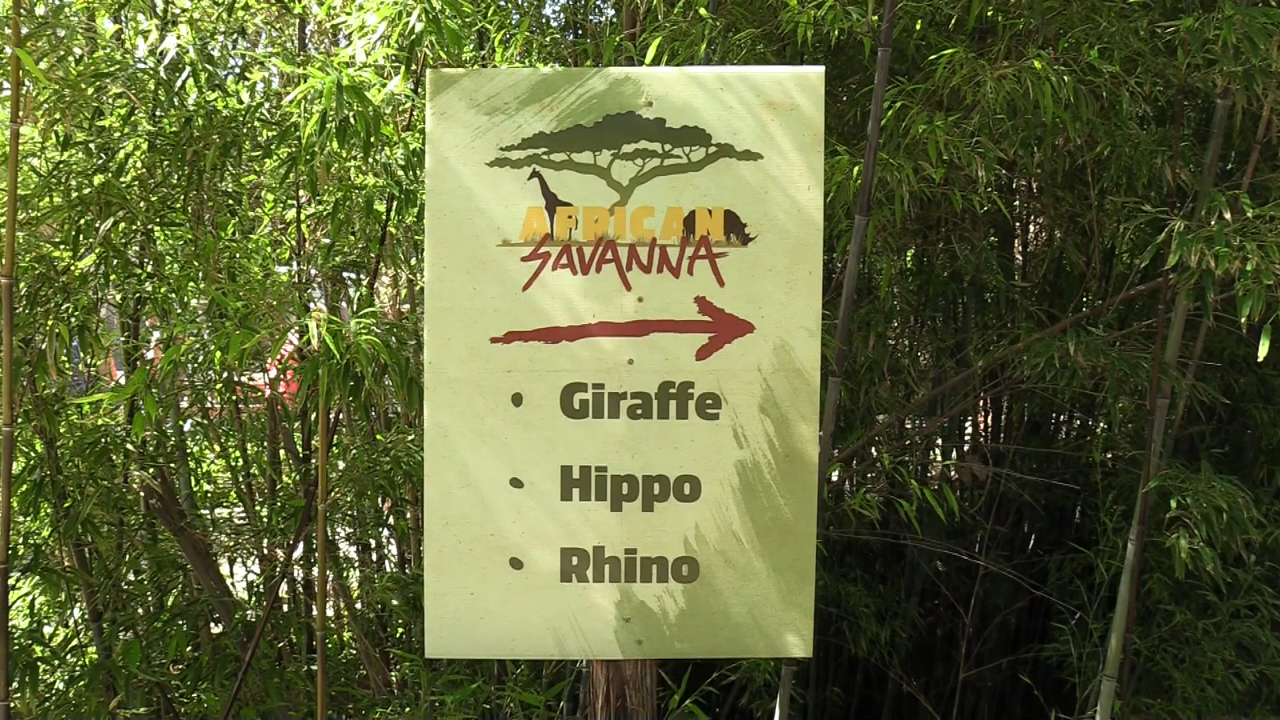 AFRICAN
SAVANNA
• Giraffe
• Hippo
• Rhino